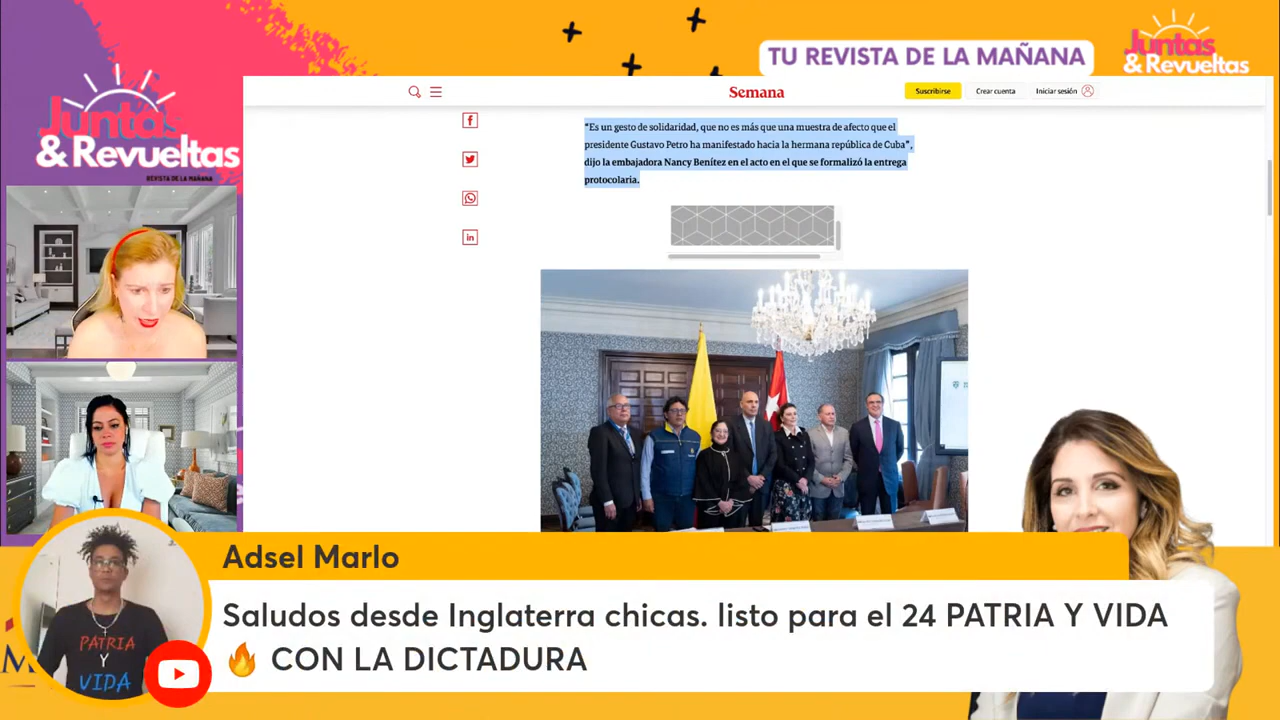 TU REVISTA DE LA MAÑANA
Juntas
& Revueltas
Juntas
& Revueltas
REVISTA DE LA MAÑANA
Semana
Suscribirse
Crear cuenta
Iniciar sesión
"Es un gesto de solidaridad, que no es más que una muestra de afecto que el
presidente Gustavo Petro ha manifestado hacia la hermana república de Cuba",
dijo la embajadora Nancy Benítez en el acto en el que se formalizó la entrega
protocolaria.
Adsel Marlo
Saludos desde Inglaterra chicas. listo para el 24 PATRIA Y VIDA
🔥 CON LA DICTADURA
PATRIA
Y
VIDA
M